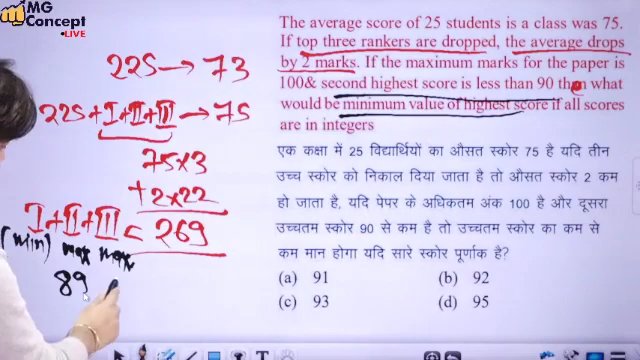 MG
Concept
LIVE
The average score of 25 students is a class was 75.
If top three rankers are dropped, the average drops
by 2 marks. If the maximum marks for the paper is
100& second highest score is less than 90 then what
would be minimum value of highest score if all scores
are in integers
एक कक्षा में 25 विद्यार्थियों का औसत स्कोर 75 है यदि तीन
उच्च स्कोर को निकाल दिया जाता है तो औसत स्कोर 2 कम
हो जाता है, यदि पेपर के अधिकतम अंक 100 है और दूसरा
उच्चतम स्कोर 90 से कम है तो उच्चतम स्कोर का कम से
कम मान होगा यदि सारे स्कोर पूर्णांक है?
(a) 91
(b) 92
(c) 93
(d) 95
225 → 73
225 + I + II + III → 75
75 × 3
+ 2 × 22
I + II + III = 269
(min) max max
89